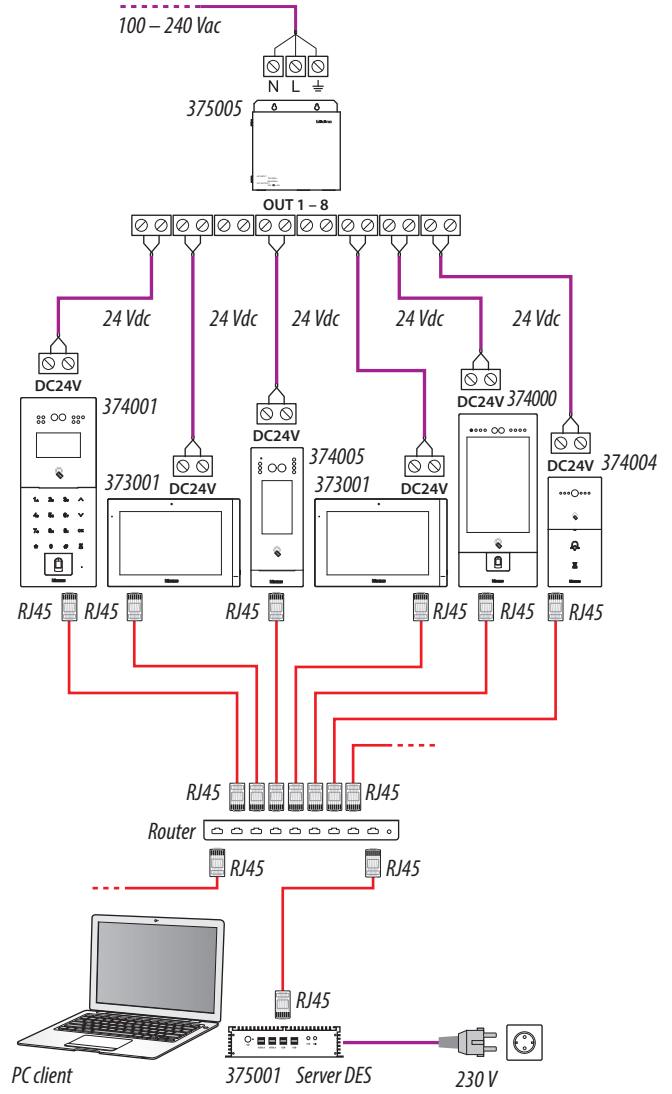 100 – 240 Vac
N L
375005
OUT 1 – 8
24 Vdc 24 Vdc 24 Vdc 24 Vdc 24 Vdc
DC24V
374001
DC24V
374000
DC24V
374005
DC24V
374004
373001 DC24V
373001 DC24V
RJ45 RJ45 RJ45 RJ45 RJ45 RJ45
RJ45 RJ45
Router
RJ45 RJ45
RJ45
PC client 375001 Server DES 230 V